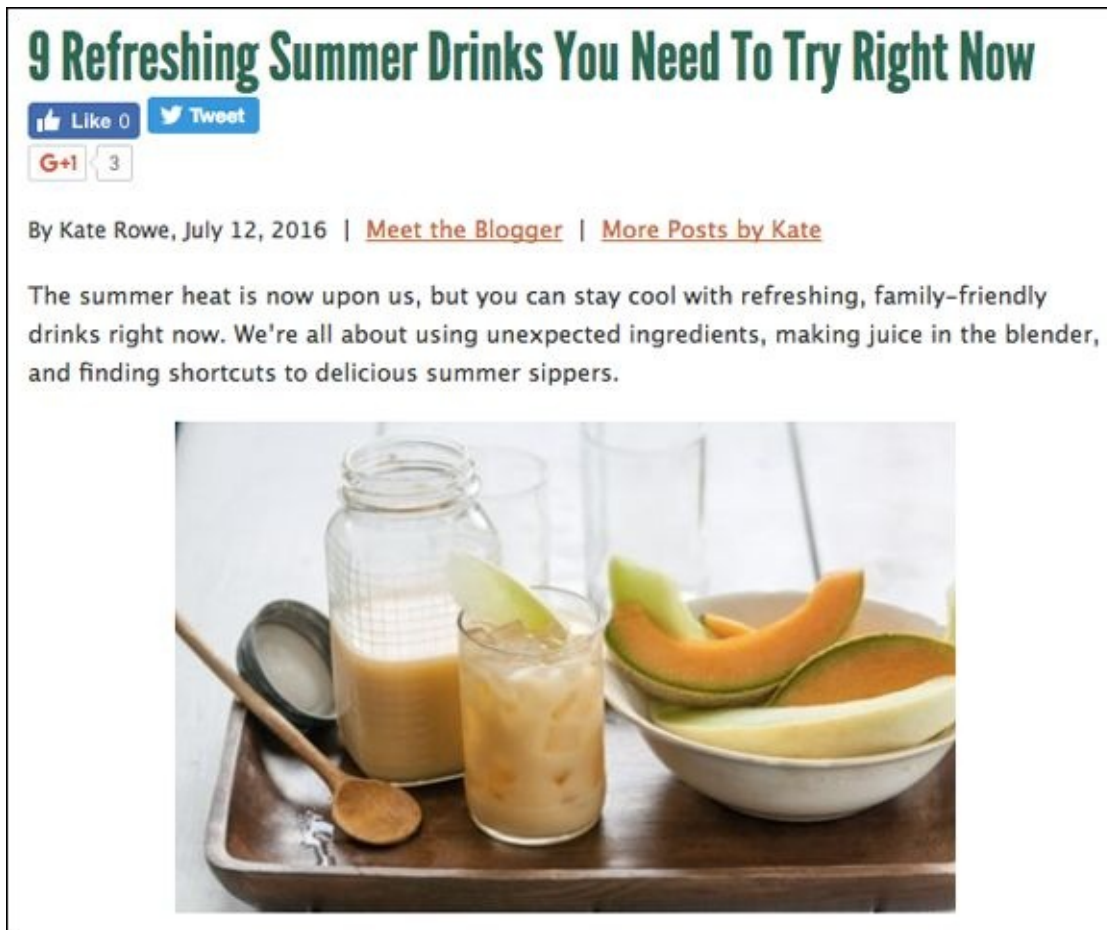 9 Refreshing Summer Drinks You Need To Try Right Now
Like 0 Tweet
G+1 3
By Kate Rowe, July 12, 2016 | Meet the Blogger | More Posts by Kate
The summer heat is now upon us, but you can stay cool with refreshing, family-friendly
drinks right now. We're all about using unexpected ingredients, making juice in the blender,
and finding shortcuts to delicious summer sippers.